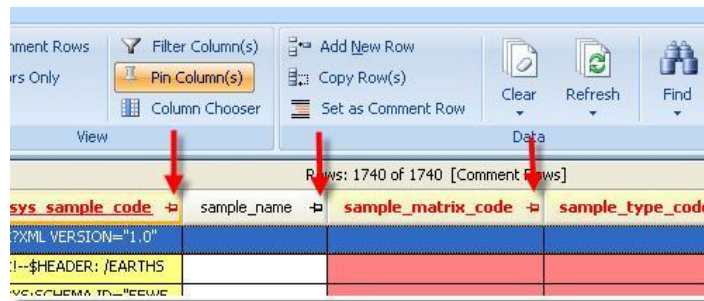 nment Rows Filter Column(s) Add New Row
rs Only Pin Column(s) Copy Row(s) Clear Refresh Find
Column Chooser Set as Comment Row
View Data
Rows: 1740 of 1740 [Comment Rows]
sys_sample_code sample_name sample_matrix_code sample_type_code
?XML VERSION="1.0"
!--$HEADER: /EARTHS